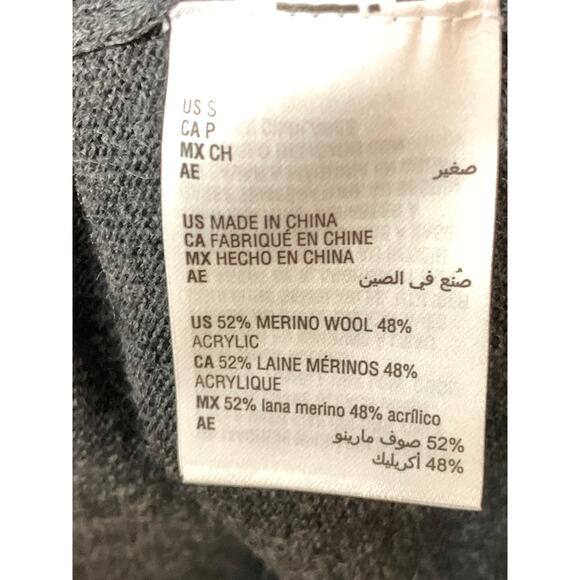 US S
CA P
MX CH
AE صغير
US MADE IN CHINA
CA FABRIQUÉ EN CHINE
MX HECHO EN CHINA
AE صُنع في الصين
US 52% MERINO WOOL 48%
ACRYLIC
CA 52% LAINE MÉRINOS 48%
ACRYLIQUE
MX 52% lana merino 48% acrílico
AE 52% صوف مارينو
48% أكريليك